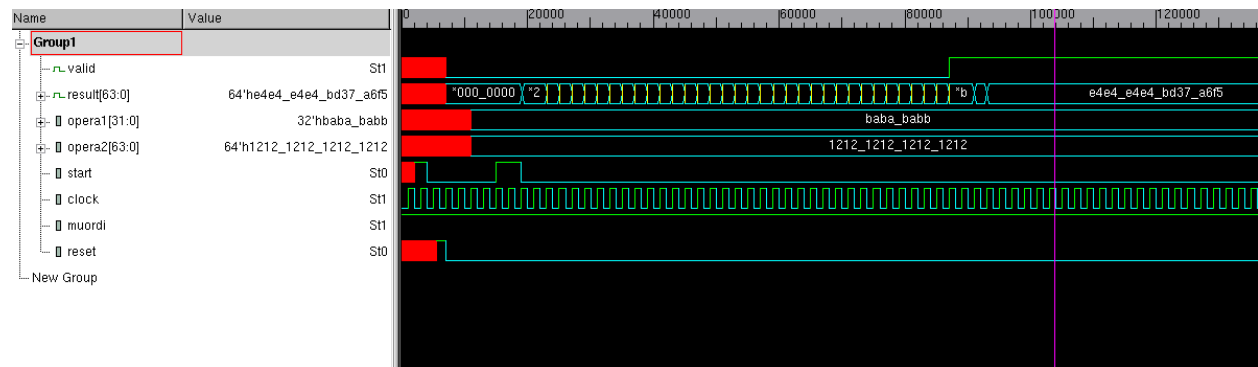 Name Value 0 20000 40000 60000 80000 100000 120000
Group1
valid St1
result[63:0] 64'he4e4_e4e4_bd37_a6f5 *000_0000 *2 *b e4e4_e4e4_bd37_a6f5
opera1[31:0] 32'hbaba_babb baba_babb
opera2[63:0] 64'h1212_1212_1212_1212 1212_1212_1212_1212
start St0
clock St1
muordi St1
reset St0
New Group